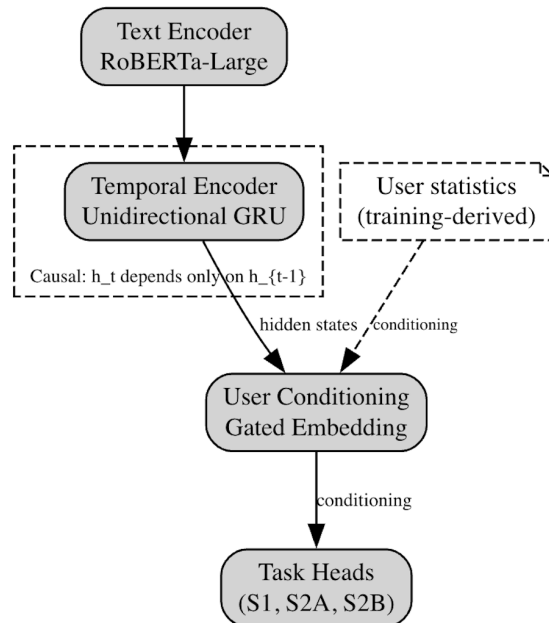 Text Encoder
RoBERTa-Large
Temporal Encoder
Unidirectional GRU
Causal: h_t depends only on h_{t-1}
User statistics
(training-derived)
hidden states
conditioning
User Conditioning
Gated Embedding
conditioning
Task Heads
(S1, S2A, S2B)